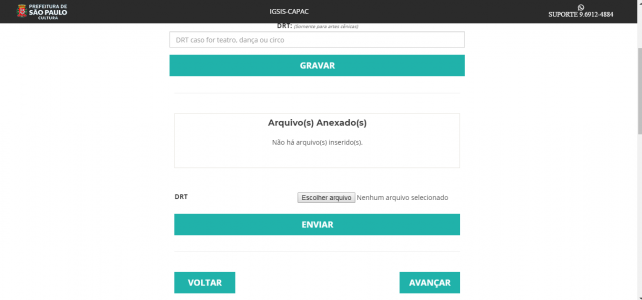 PREFEITURA DE
SÃO PAULO
CULTURA
IGSIS-CAPAC
SUPORTE 9.6912-4884
DRT: (Somente para artes cênicas)
DRT caso for teatro, dança ou circo
GRAVAR
Arquivo(s) Anexado(s)
Não há arquivo(s) inserido(s).
DRT
Escolher arquivo Nenhum arquivo selecionado
ENVIAR
VOLTAR
AVANÇAR